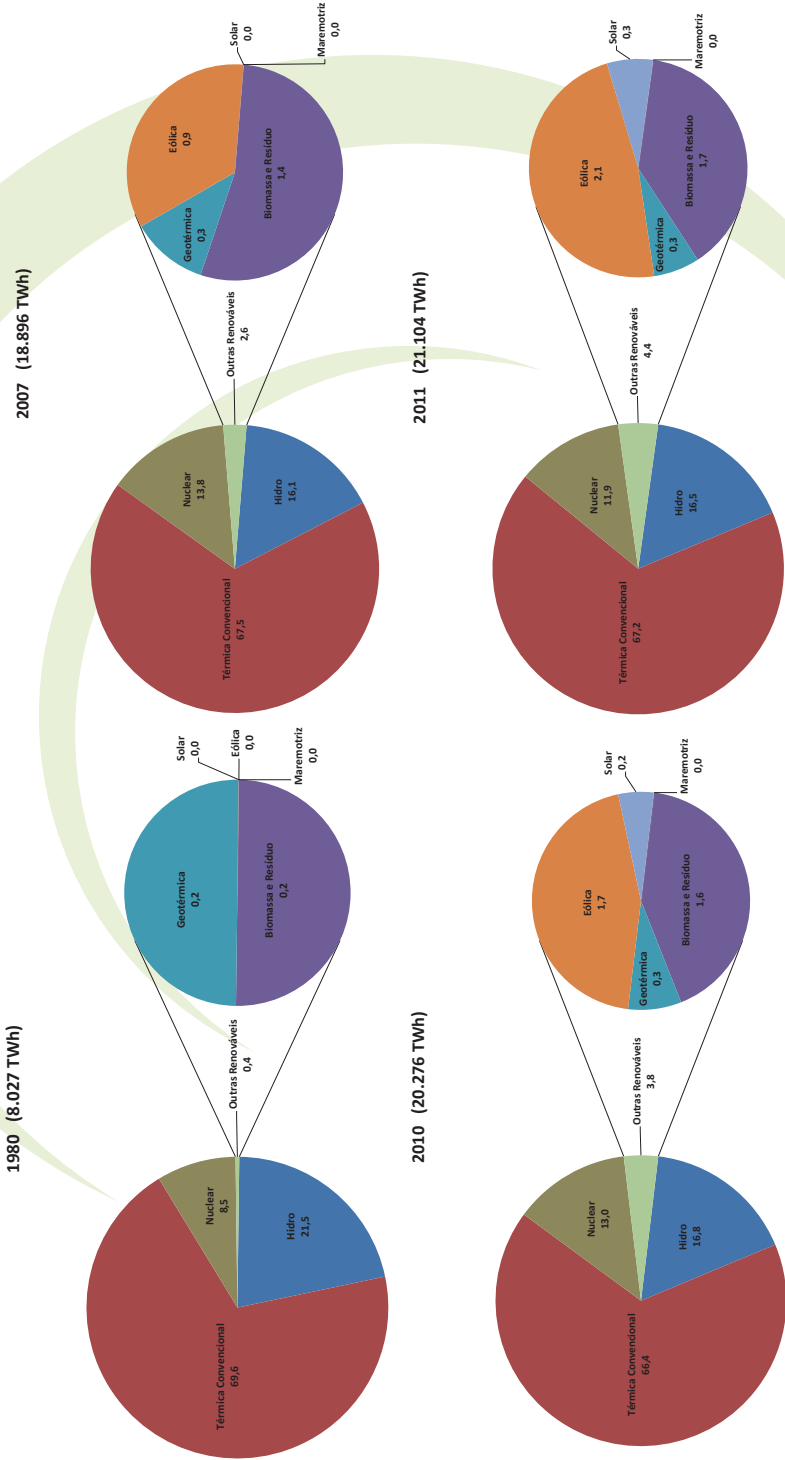 1980 (8.027 TWh)
Térmica Convencional
69,6
Nuclear
8,5
Outras Renováveis
0,4
Hidro
21,5
Geotérmica
0,2
Biomassa e Resíduo
0,2
Solar
0,0
Eólica
0,0
Maremotriz
0,0
2007 (18.896 TWh)
Térmica Convencional
67,5
Nuclear
13,8
Outras Renováveis
2,6
Hidro
16,1
Geotérmica
0,3
Eólica
0,9
Biomassa e Resíduo
1,4
Solar
0,0
Maremotriz
0,0
2010 (20.276 TWh)
Térmica Convencional
66,4
Nuclear
13,0
Outras Renováveis
3,8
Hidro
16,8
Eólica
1,7
Geotérmica
0,3
Biomassa e Resíduo
1,6
Solar
0,2
Maremotriz
0,0
2011 (21.104 TWh)
Térmica Convencional
67,2
Nuclear
11,9
Outras Renováveis
4,4
Hidro
16,5
Eólica
2,1
Geotérmica
0,3
Biomassa e Resíduo
1,7
Solar
0,3
Maremotriz
0,0